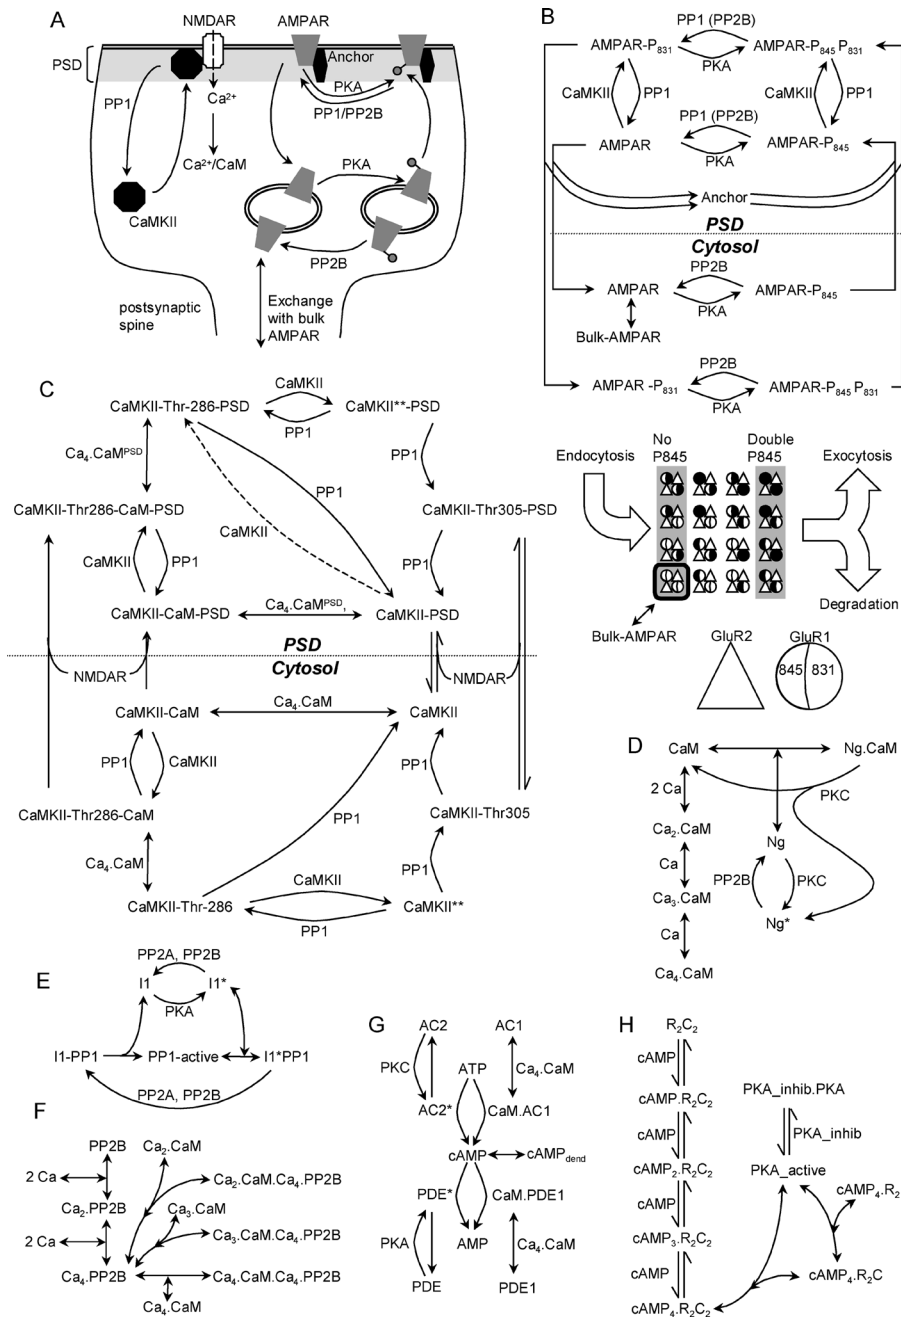 A
NMDAR
AMPAR
PSD
Anchor
PP1
Ca2+
PKA
PP1/PP2B
Ca2+/CaM
PKA
CaMKII
PP2B
postsynaptic
spine
Exchange
with bulk
AMPAR
B
PP1 (PP2B)
AMPAR-P831
AMPAR-P845 P831
PKA
CaMKII
PP1
CaMKII
PP1
PP1 (PP2B)
AMPAR
AMPAR-P845
PKA
Anchor
PSD
Cytosol
PP2B
AMPAR
AMPAR-P845
PKA
Bulk-AMPAR
PP2B
AMPAR -P831
AMPAR-P845 P831
PKA
No
P845
Double
P845
Endocytosis
Exocytosis
Degradation
Bulk-AMPAR
GluR2
GluR1
845
831
C
CaMKII
CaMKII-Thr-286-PSD
CaMKII**-PSD
PP1
Ca4.CaMPSD
PP1
PP1
CaMKII
CaMKII-Thr286-CaM-PSD
CaMKII-Thr305-PSD
CaMKII
PP1
PP1
CaMKII-CaM-PSD
Ca4.CaMPSD,
CaMKII-PSD
PSD
Cytosol
NMDAR
NMDAR
CaMKII-CaM
Ca4.CaM
CaMKII
PP1
CaMKII
PP1
CaMKII-Thr286-CaM
PP1
CaMKII-Thr305
Ca4.CaM
PP1
CaMKII
CaMKII-Thr-286
CaMKII**
PP1
D
CaM
Ng.CaM
2 Ca
PKC
Ca2.CaM
Ng
Ca
PP2B
PKC
Ca3.CaM
Ng*
Ca
Ca4.CaM
E
PP2A, PP2B
I1
I1*
PKA
I1-PP1
PP1-active
I1*PP1
PP2A, PP2B
F
PP2B
Ca2.CaM
2 Ca
Ca2.CaM.Ca4.PP2B
Ca2.PP2B
Ca3.CaM
2 Ca
Ca3.CaM.Ca4.PP2B
Ca4.PP2B
Ca4.CaM.Ca4.PP2B
Ca4.CaM
G
AC2
AC1
PKC
ATP
Ca4.CaM
AC2*
CaM.AC1
cAMP
cAMPdend
PDE*
CaM.PDE1
PKA
AMP
Ca4.CaM
PDE
PDE1
H
R2C2
cAMP
cAMP.R2C2
PKA_inhib.PKA
cAMP
PKA_inhib
cAMP2.R2C2
PKA_active
cAMP
cAMP4.R2
cAMP3.R2C2
cAMP
cAMP4.R2C
cAMP4.R2C2